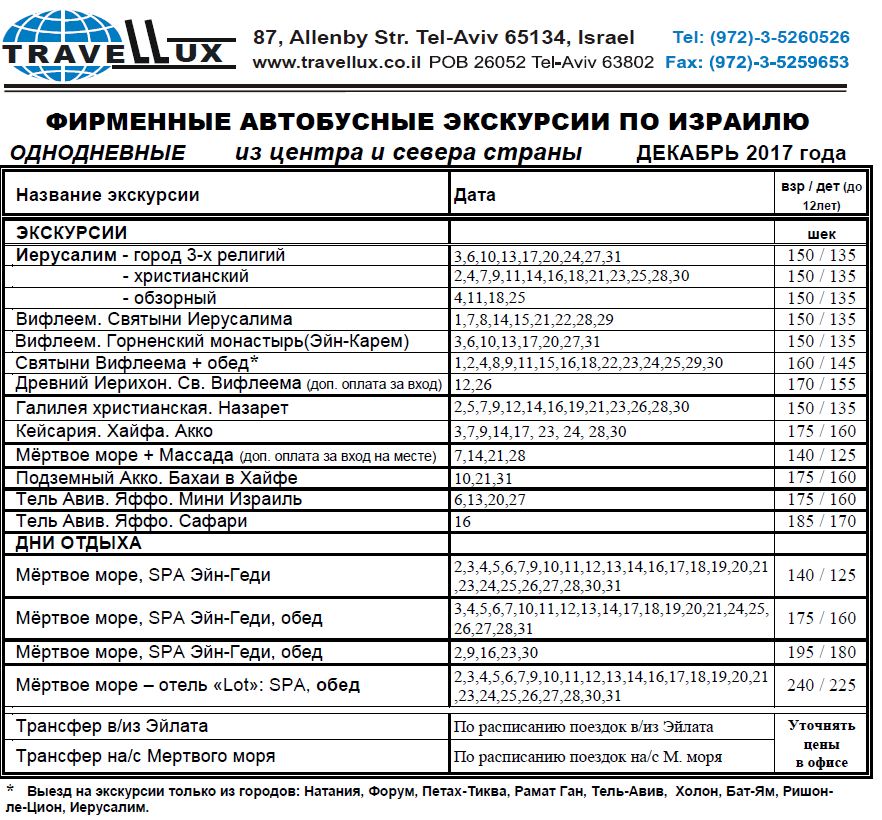 TRAVELLUX
87, Allenby Str. Tel-Aviv 65134, Israel Tel: (972)-3-5260526
www.travellux.co.il POB 26052 Tel-Aviv 63802 Fax: (972)-3-5259653
ФИРМЕННЫЕ АВТОБУСНЫЕ ЭКСКУРСИИ ПО ИЗРАИЛЮ
ОДНОДНЕВНЫЕ из центра и севера страны ДЕКАБРЬ 2017 года
Название экскурсии Дата взр / дет (до 12лет)
ЭКСКУРСИИ шек
Иерусалим - город 3-х религий 3,6,10,13,17,20,24,27,31 150 / 135
- христианский 2,4,7,9,11,14,16,18,21,23,25,28,30 150 / 135
- обзорный 4,11,18,25 150 / 135
Вифлеем. Святыни Иерусалима 1,7,8,14,15,21,22,28,29 150 / 135
Вифлеем. Горненский монастырь(Эйн-Карем) 3,6,10,13,17,20,27,31 150 / 135
Святыни Вифлеема + обед* 1,2,4,8,9,11,15,16,18,22,23,24,25,29,30 160 / 145
Древний Иерихон. Св. Вифлеема (доп. оплата за вход) 12,26 170 / 155
Галилея христианская. Назарет 2,5,7,9,12,14,16,19,21,23,26,28,30 150 / 135
Кейсария. Хайфа. Акко 3,7,9,14,17, 23, 24, 28,30 175 / 160
Мёртвое море + Массада (доп. оплата за вход на месте) 7,14,21,28 140 / 125
Подземный Акко. Бахаи в Хайфе 10,21,31 175 / 160
Тель Авив. Яффо. Мини Израиль 6,13,20,27 175 / 160
Тель Авив. Яффо. Сафари 16 185 / 170
ДНИ ОТДЫХА
Мёртвое море, SPA Эйн-Геди 2,3,4,5,6,7,9,10,11,12,13,14,16,17,18,19,20,21
,23,24,25,26,27,28,30,31 140 / 125
Мёртвое море, SPA Эйн-Геди, обед 3,4,5,6,7,10,11,12,13,14,17,18,19,20,21,24,25,
26,27,28,31 175 / 160
Мёртвое море, SPA Эйн-Геди, обед 2,9,16,23,30 195 / 180
Мёртвое море – отель «Lot»: SPA, обед 2,3,4,5,6,7,9,10,11,12,13,14,16,17,18,19,20,21
,23,24,25,26,27,28,30,31 240 / 225
Трансфер в/из Эйлата По расписанию поездок в/из Эйлата Уточнять
цены
Трансфер на/с Мертвого моря По расписанию поездок на/с М. моря в офисе
* Выезд на экскурсии только из городов: Натания, Форум, Петах-Тиква, Рамат Ган, Тель-Авив, Холон, Бат-Ям, Ришон-
ле-Цион, Иерусалим.